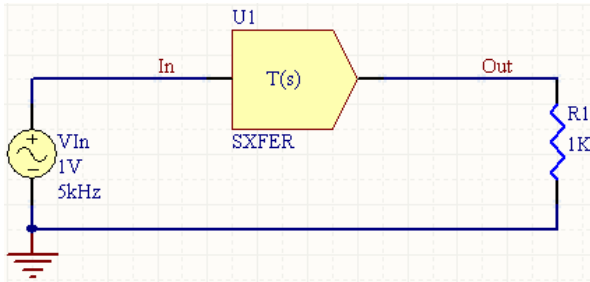 U1
In
T(s)
Out
SXFER
VIn
1V
5kHz
R1
1K